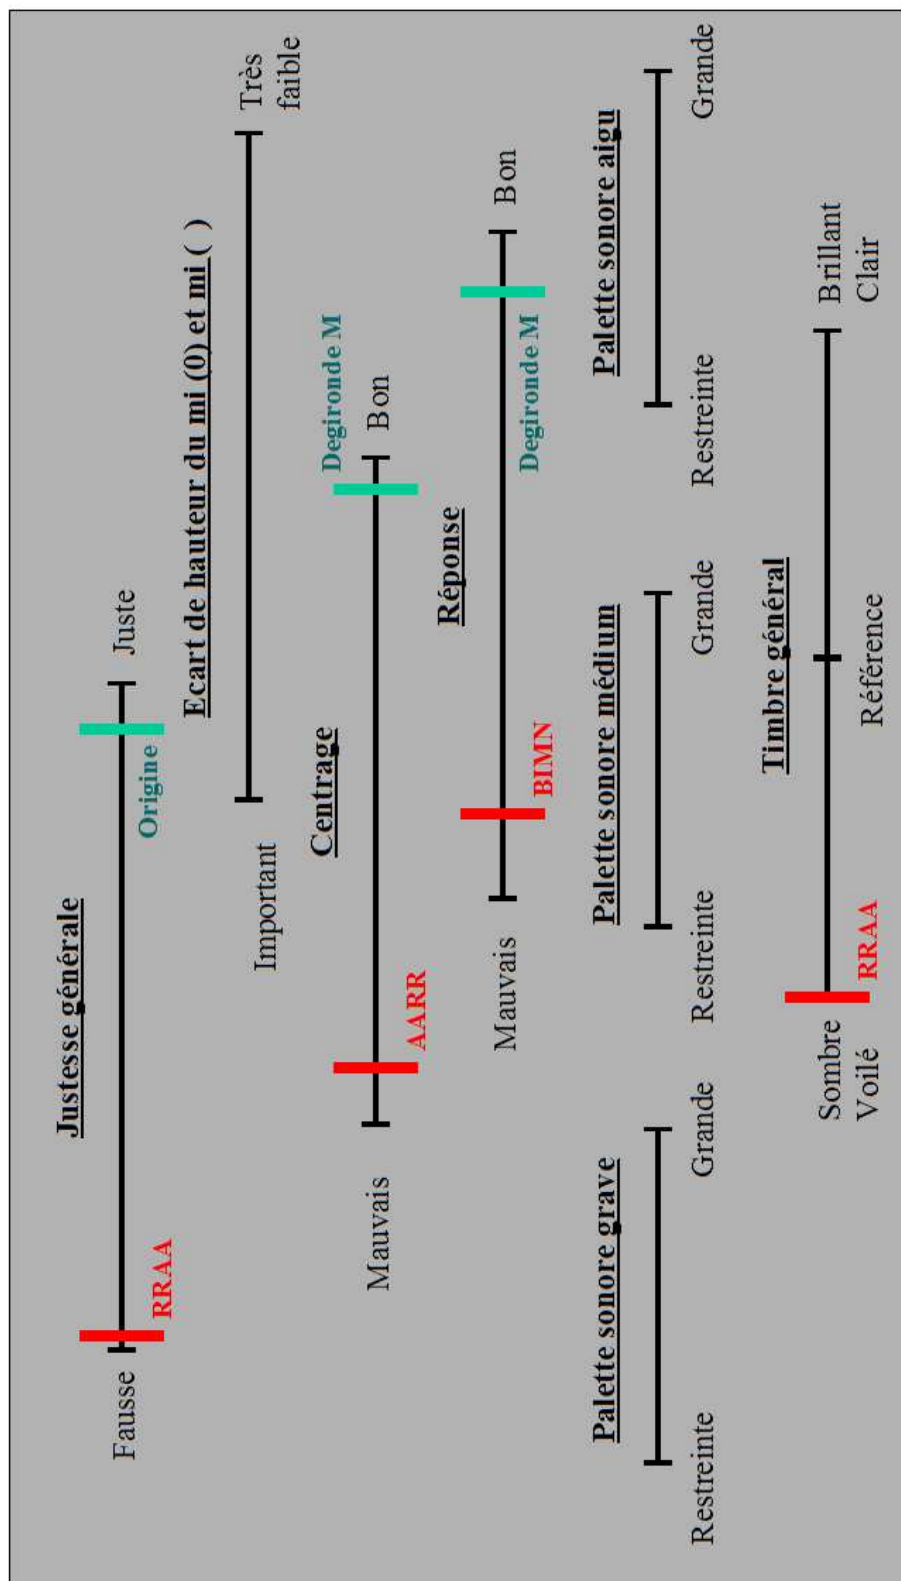 Justesse générale
Fausse
Juste
RRAA
Origine
Ecart de hauteur du mi (0) et mi ( )
Important
Très
faible
Centrage
Mauvais
Bon
AARR
Degironde M
Réponse
Mauvais
Bon
BIMN
Degironde M
Palette sonore grave
Restreinte
Grande
Palette sonore médium
Restreinte
Grande
Palette sonore aigu
Restreinte
Grande
Timbre général
Sombre
Voilé
RRAA
Référence
Brillant
Clair